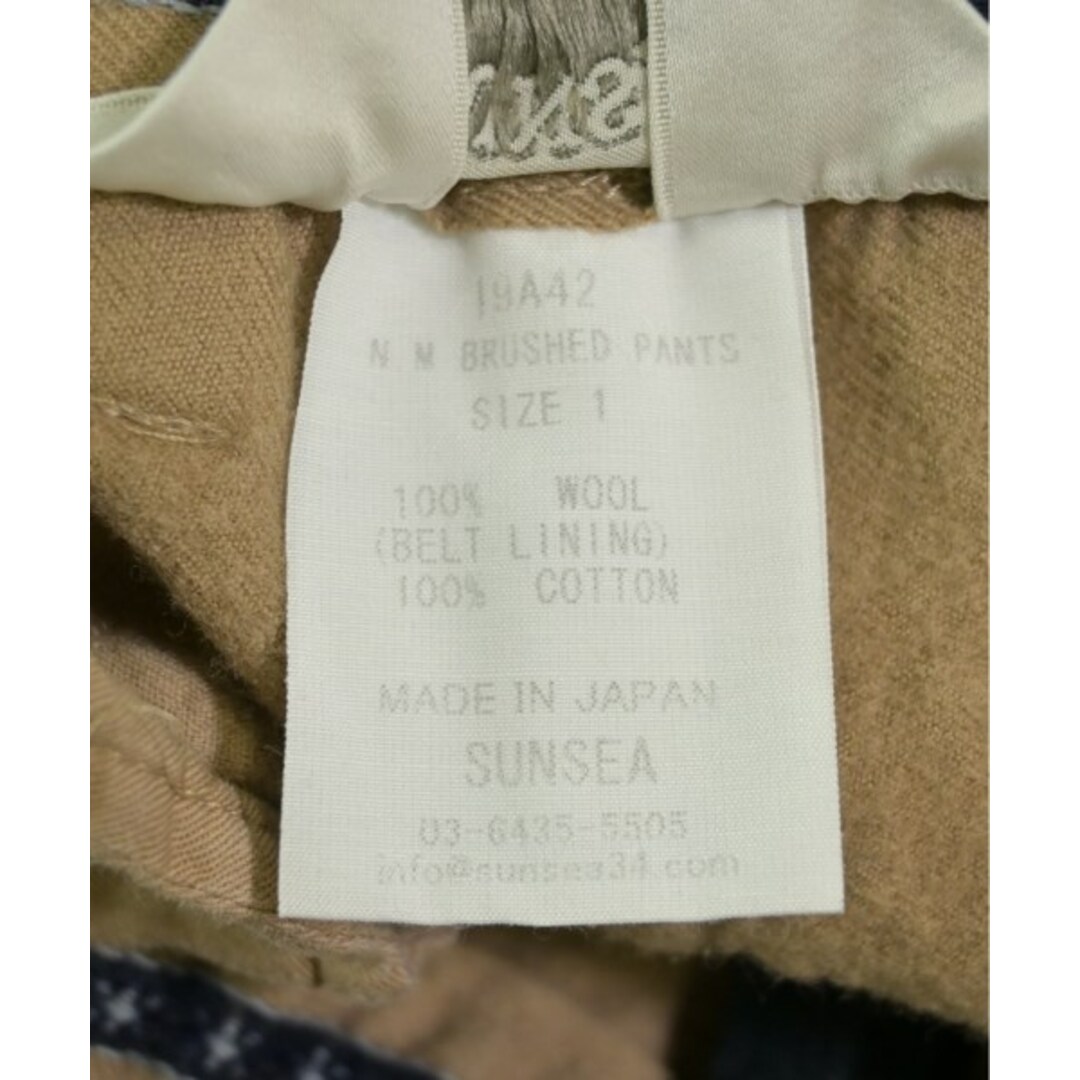 19A42
N M BRUSHED PANTS
SIZE 1
100% WOOL
(BELT LINING)
100% COTTON
MADE IN JAPAN
SUNSEA
03-6435-5505
info@sunsea34.com